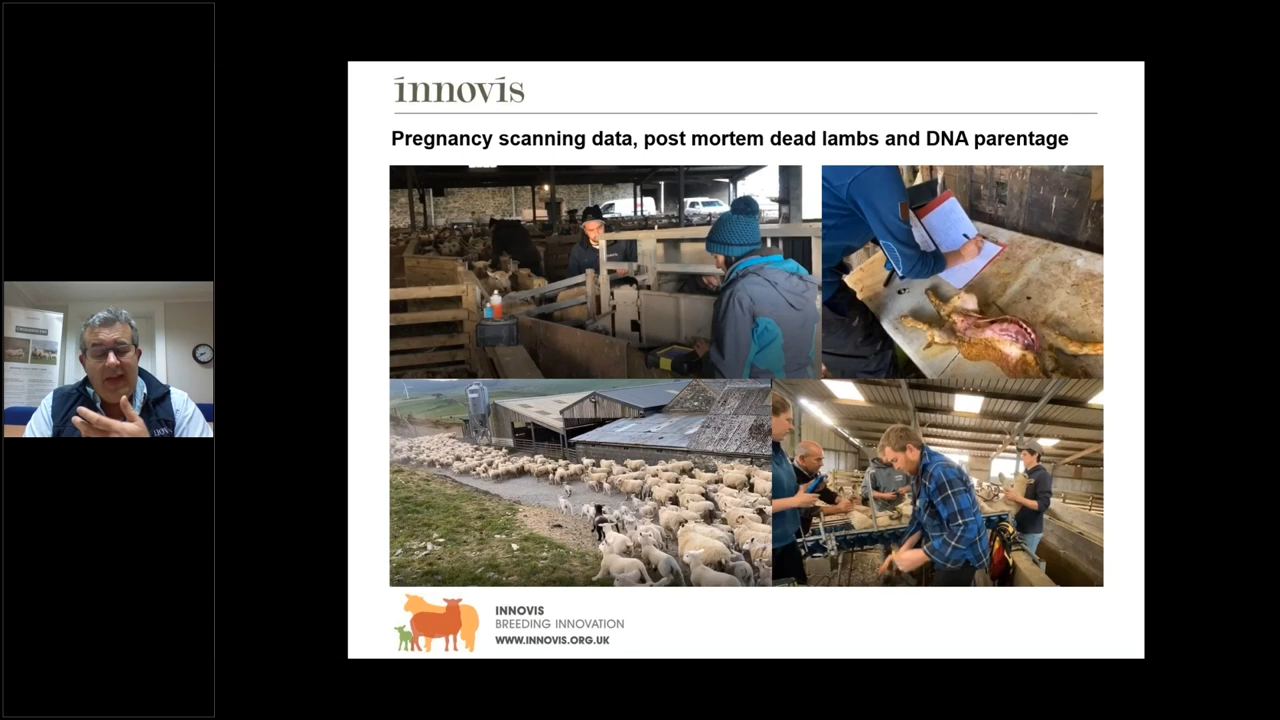 innovis
Pregnancy scanning data, post mortem dead lambs and DNA parentage
INNOVIS
BREEDING INNOVATION
WWW.INNOVIS.ORG.UK